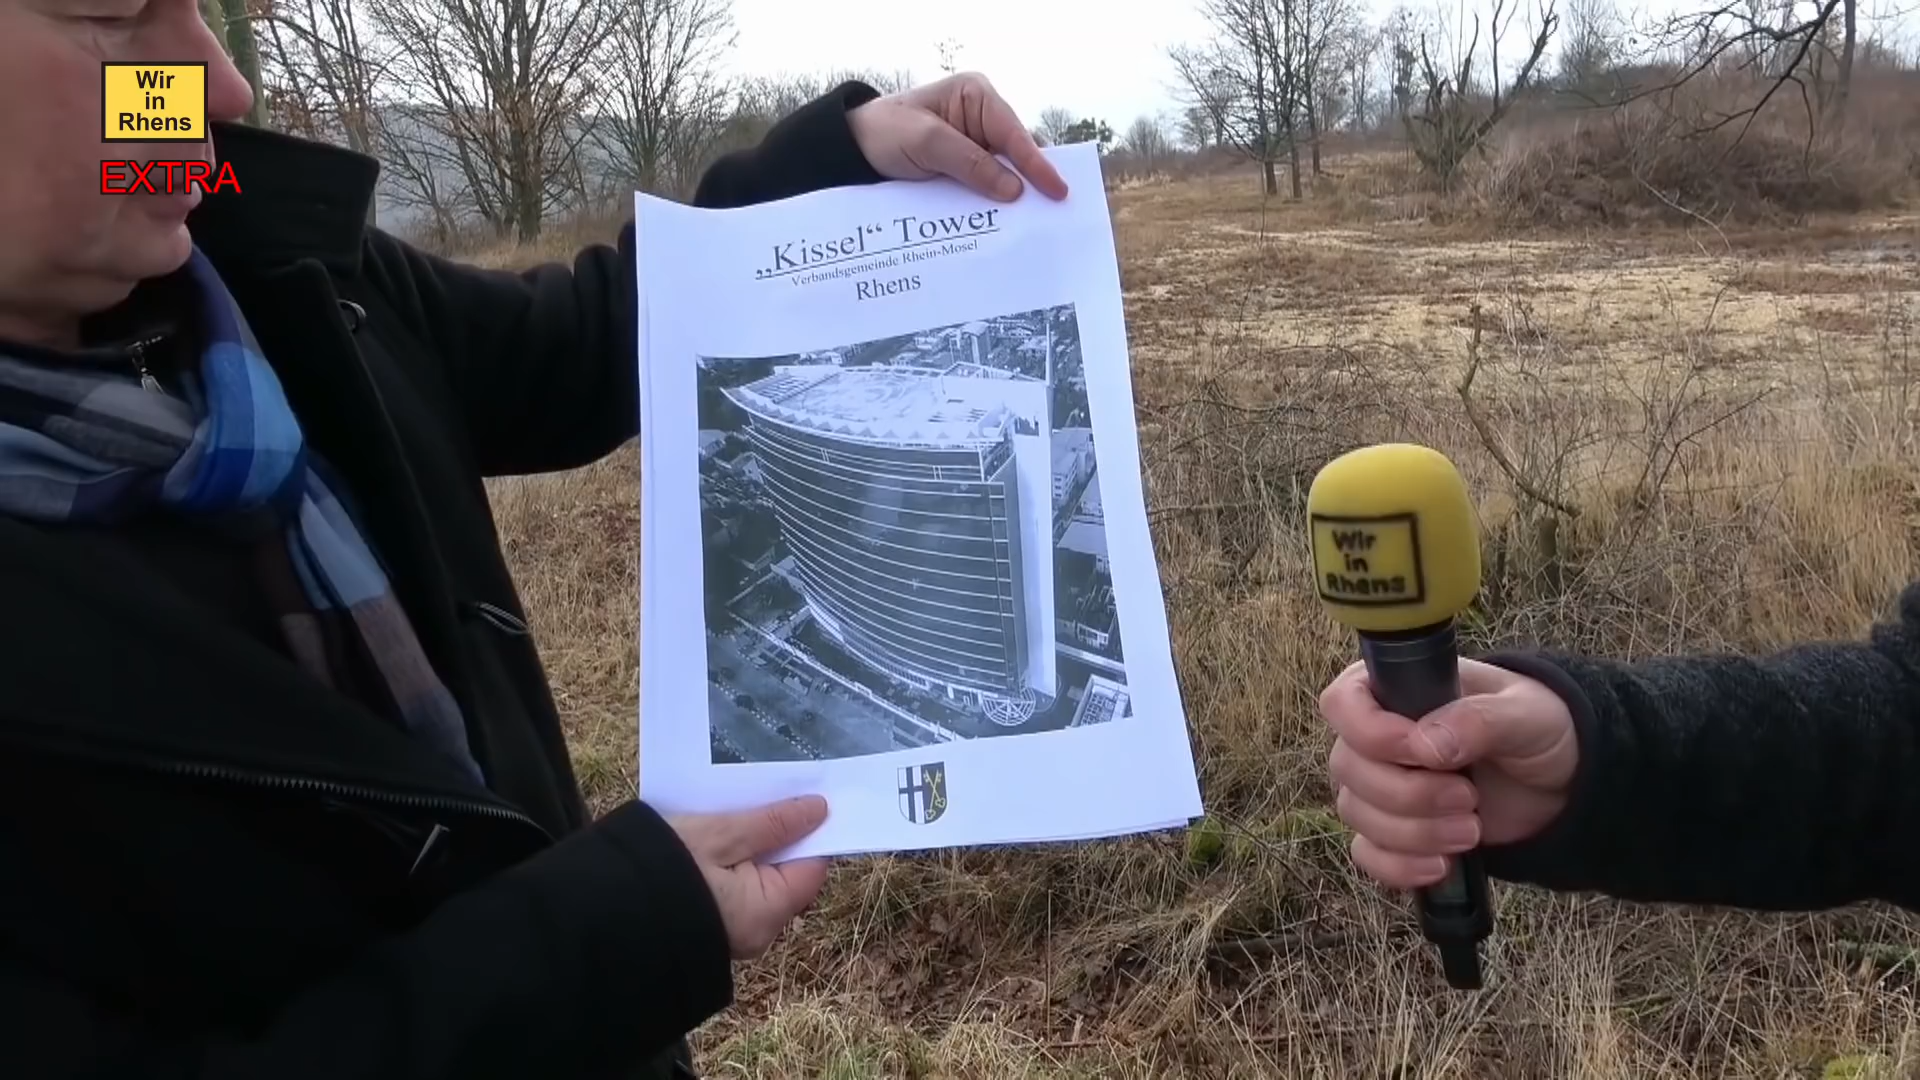 Wir
in
Rhens
EXTRA
„Kissel“ Tower
Verbandsgemeinde Rhein-Mosel
Rhens
Wir
in
Rhens